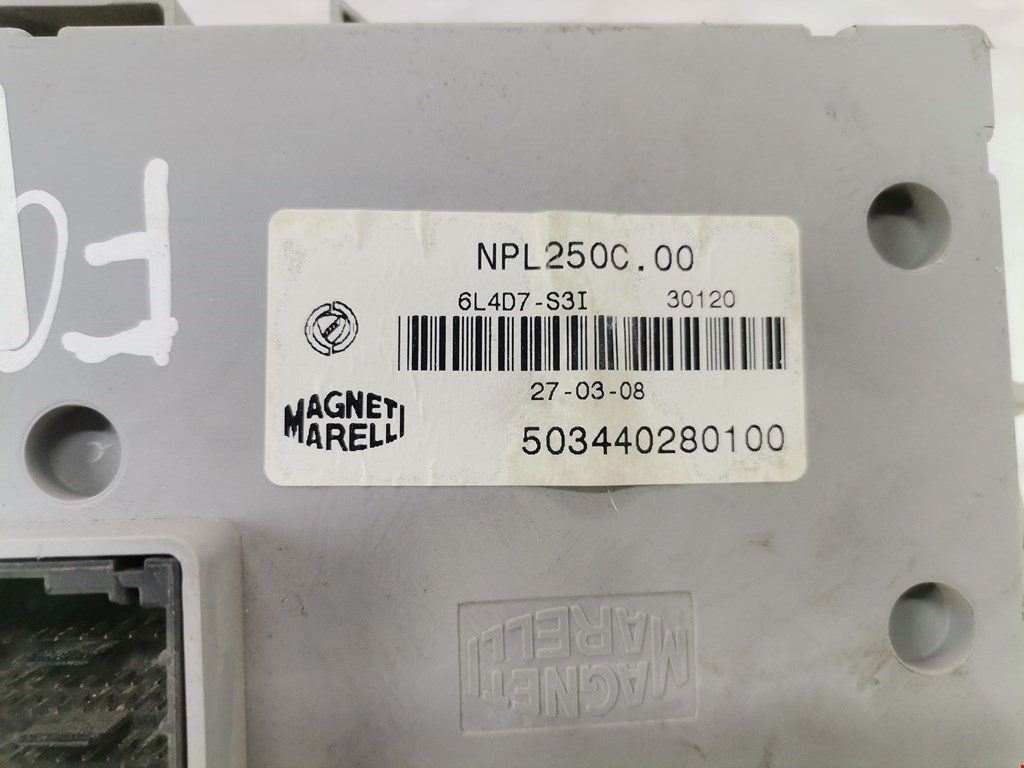 NPL250C.00
6L4D7-S3I 30120
27-03-08
MAGNETI
MARELLI
503440280100
MAGNETI
MARELLI